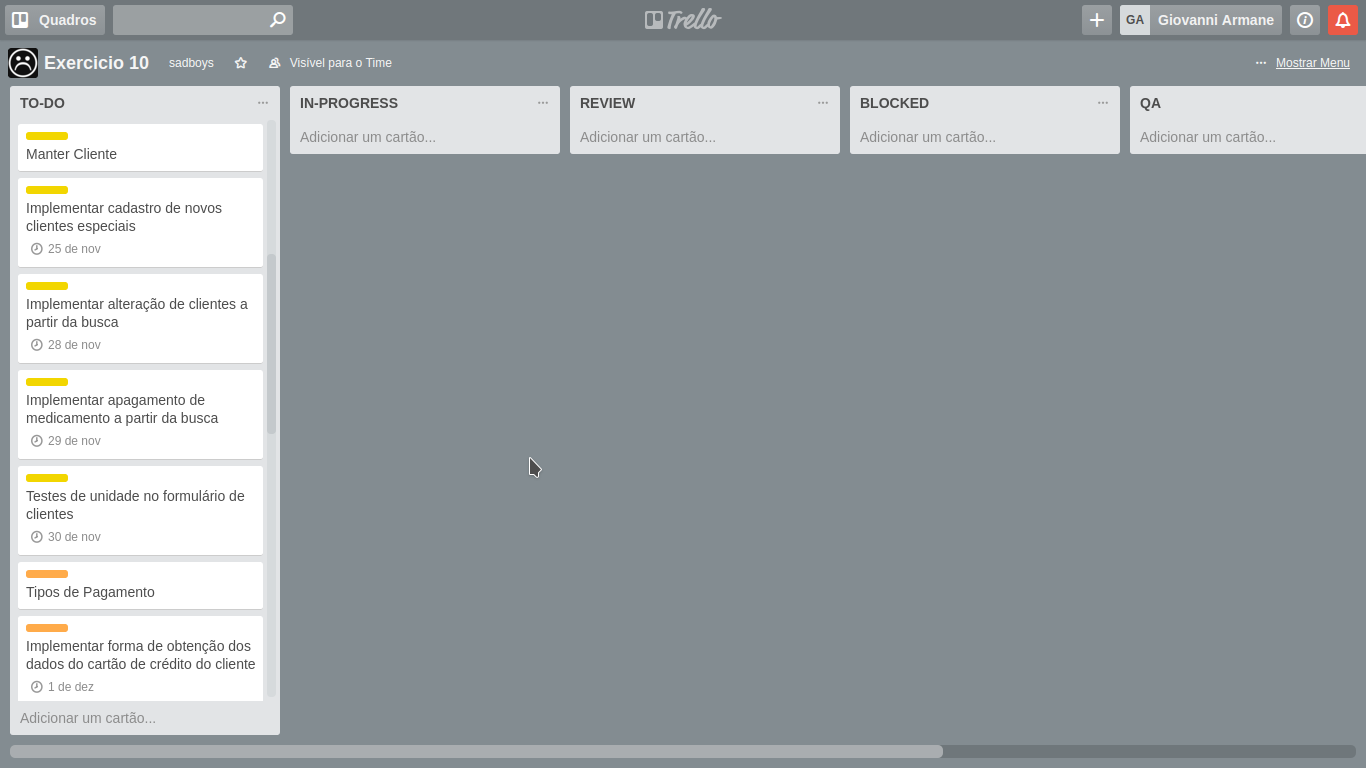 Quadros
Trello
GA Giovanni Armane
Exercicio 10
sadboys
Visível para o Time
Mostrar Menu
TO-DO
Manter Cliente
Implementar cadastro de novos
clientes especiais
25 de nov
Implementar alteração de clientes a
partir da busca
28 de nov
Implementar apagamento de
medicamento a partir da busca
29 de nov
Testes de unidade no formulário de
clientes
30 de nov
Tipos de Pagamento
Implementar forma de obtenção dos
dados do cartão de crédito do cliente
1 de dez
Adicionar um cartão...
IN-PROGRESS
Adicionar um cartão...
REVIEW
Adicionar um cartão...
BLOCKED
Adicionar um cartão...
QA
Adicionar um cartão...